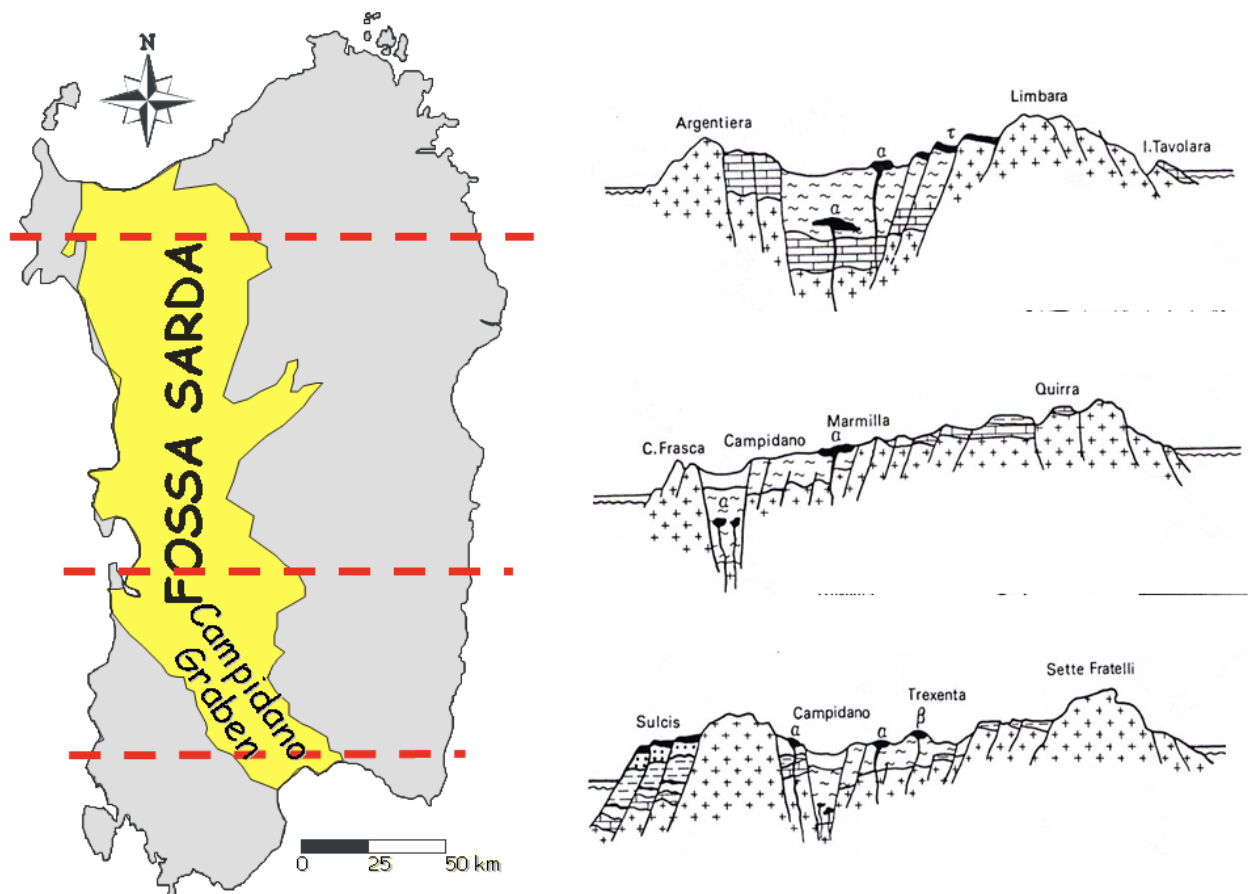 N
FOSSA SARDA
Campidano
Graben
0 25 50 km
Limbara
Argentiera
τ
I.Tavolara
α
α
Quirra
Marmilla
C.Frasca Campidano α
α
Sette Fratelli
Trexenta
Sulcis Campidano β
α α